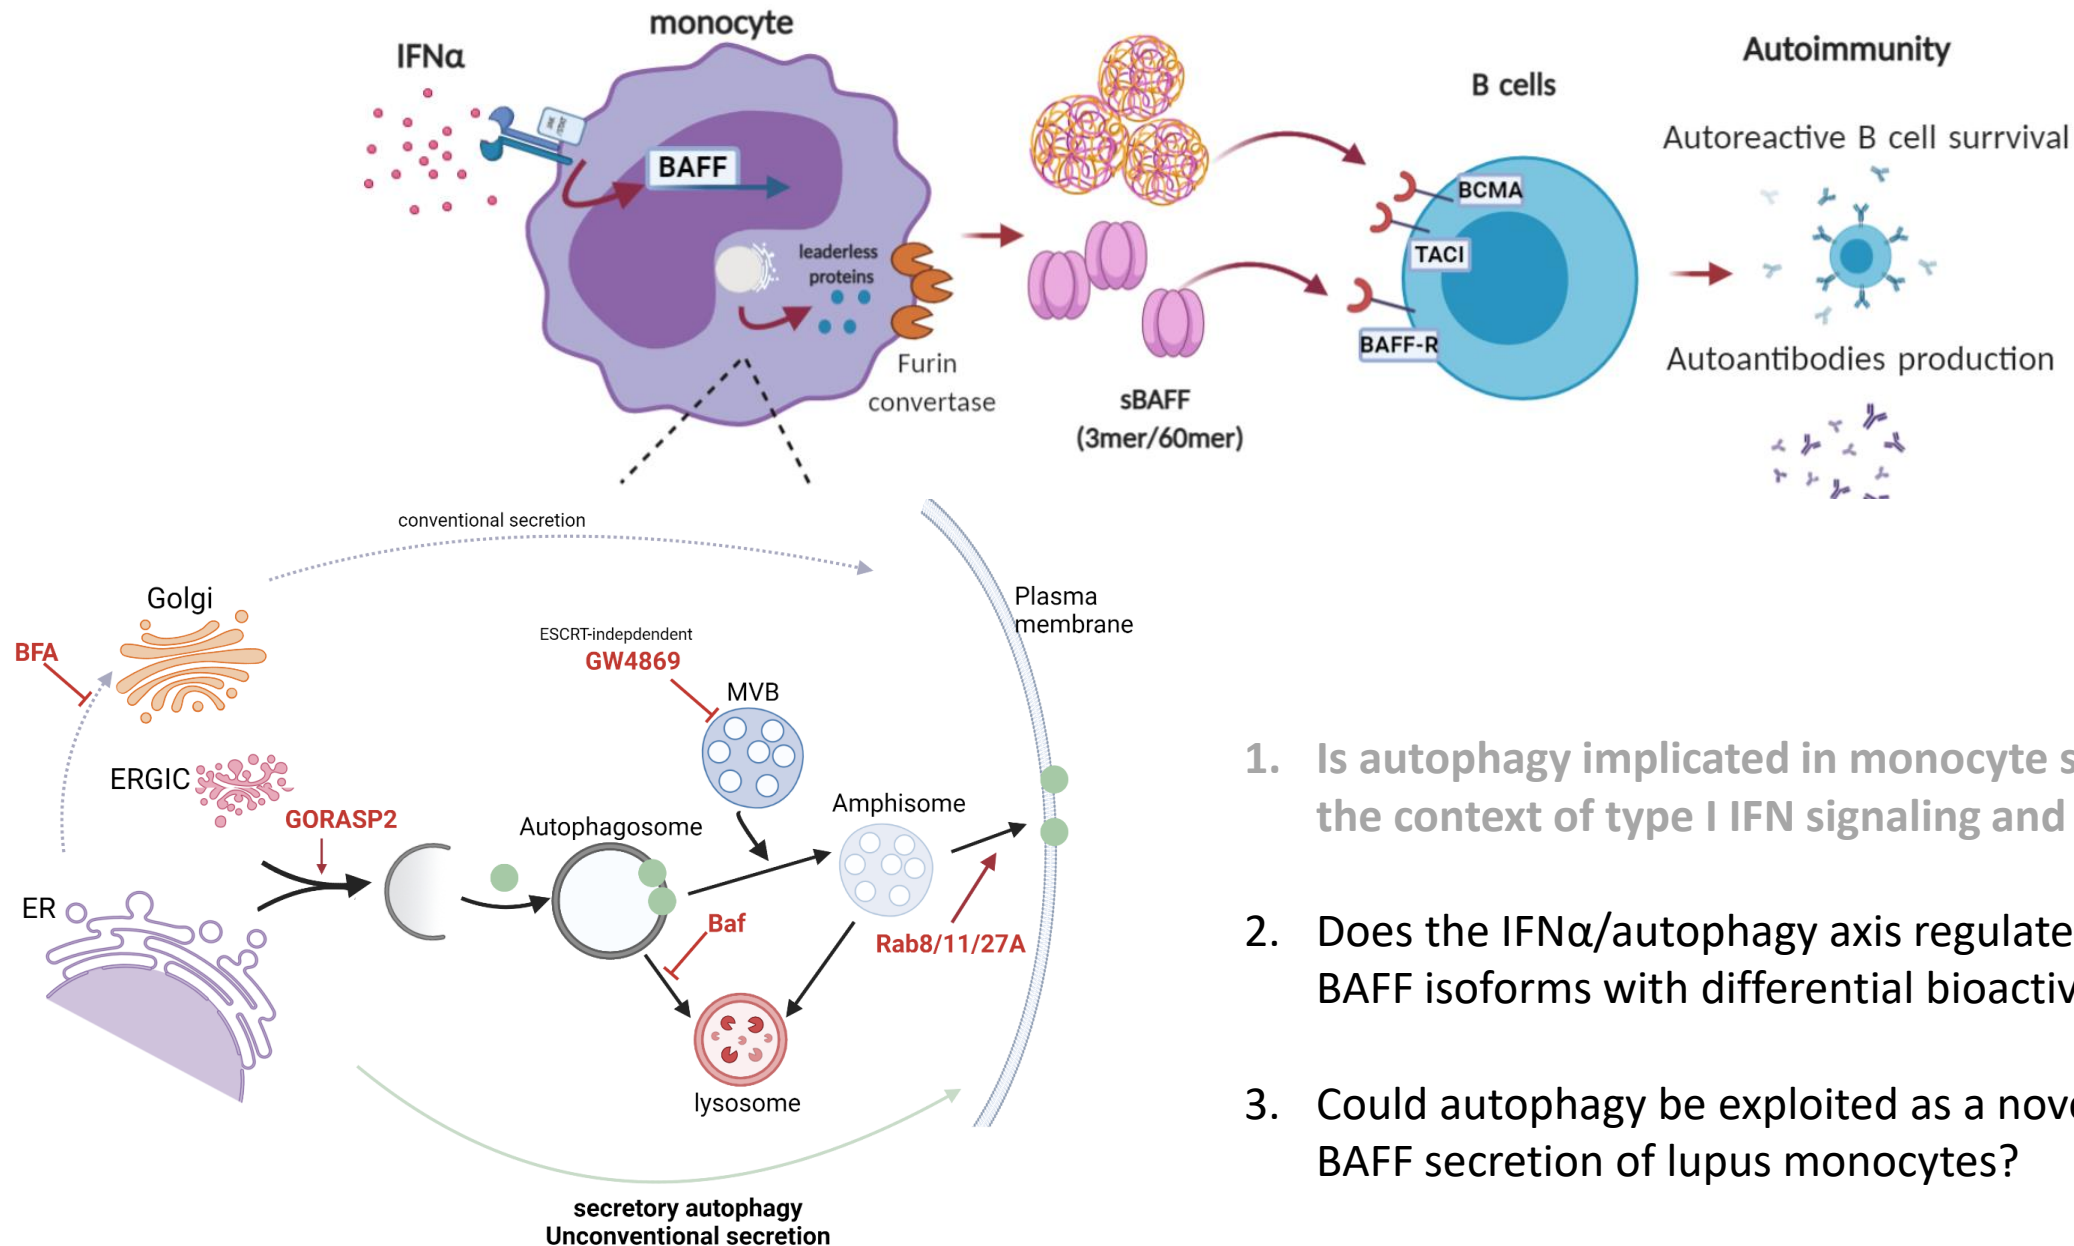 monocyte
IFNα
JAK
/STAT
BAFF
leaderless
proteins
Furin
convertase
sBAFF
(3mer/60mer)
B cells
BCMA
TACI
BAFF-R
Autoimmunity
Autoreactive B cell surrvival
Autoantibodies production
conventional secretion
Golgi
BFA
ERGIC
GORASP2
ER
ESCRT-indepdendent
GW4869
MVB
Autophagosome
Amphisome
Baf
Rab8/11/27A
lysosome
Plasma
membrane
secretory autophagy
Unconventional secretion
1. Is autophagy implicated in monocyte
the context of type I IFN signaling and
2. Does the IFNα/autophagy axis regulate
BAFF isoforms with differential
3. Could autophagy be exploited as a
BAFF secretion of lupus monocytes?